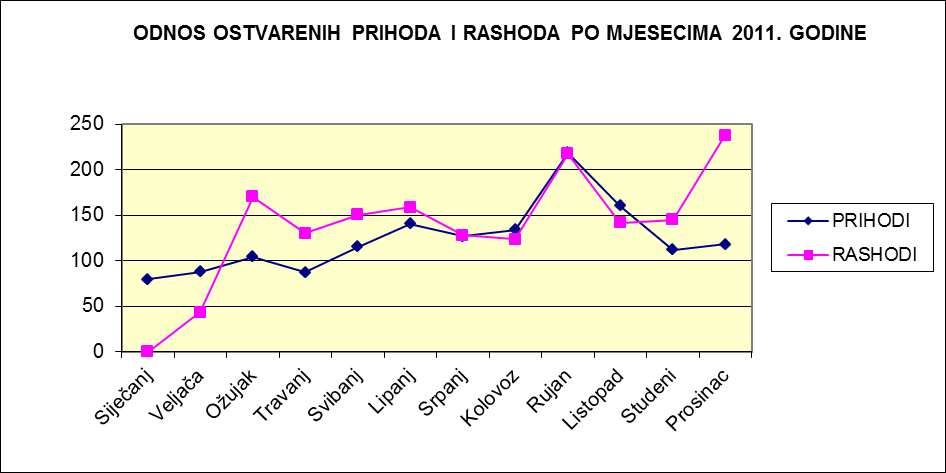 ODNOS OSTVARENIH PRIHODA I RASHODA PO MJESECIMA 2011. GODINE
250
200
150
100
50
0
Siječanj
Veljača
Ožujak
Travanj
Svibanj
Lipanj
Srpanj
Kolovoz
Rujan
Listopad
Studeni
Prosinac
PRIHODI
RASHODI